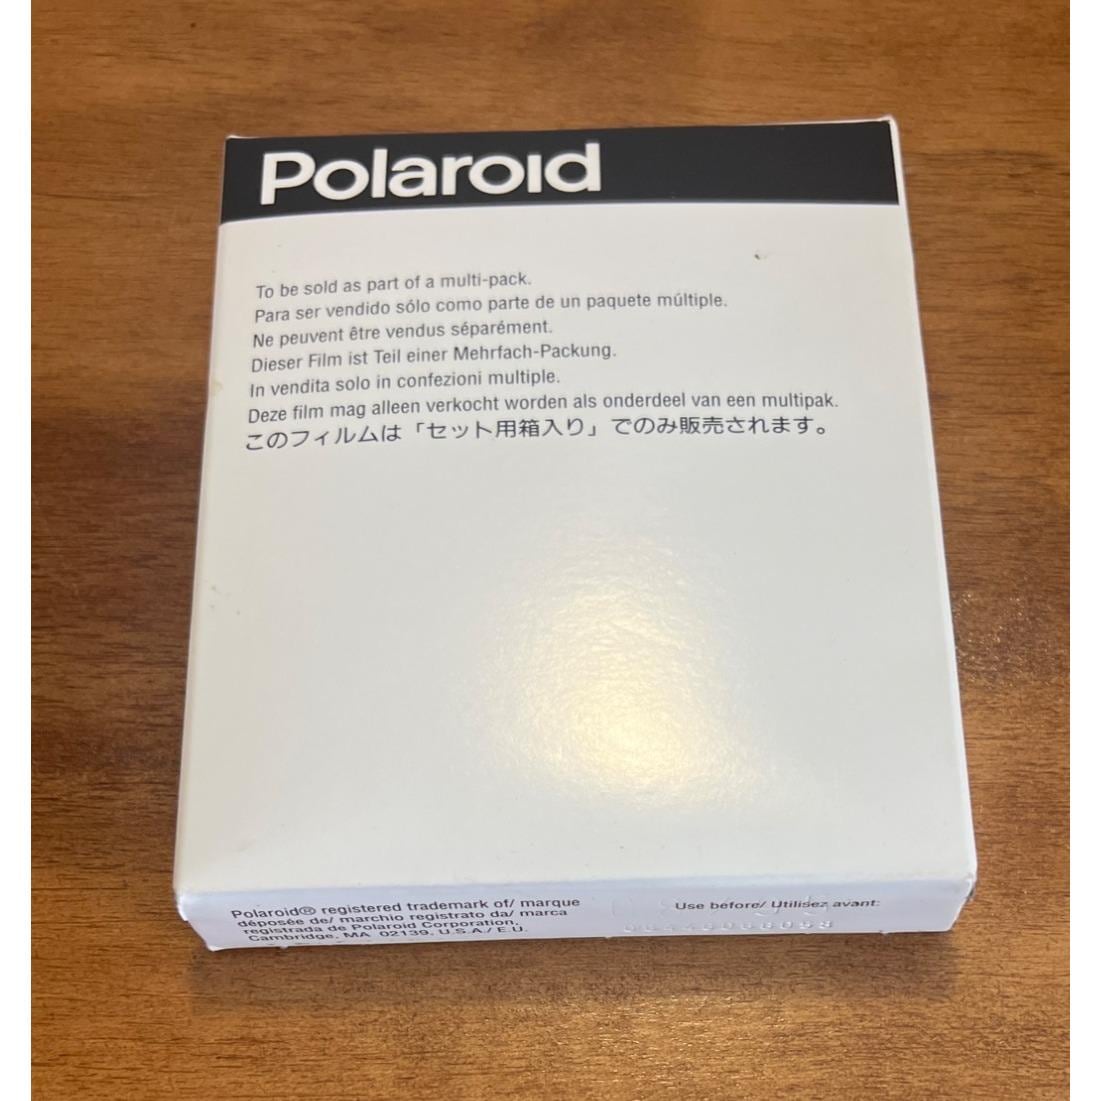 Polaroid
To be sold as part of a multi-pack.
Para ser vendido sólo como parte de un paquete múltiple.
Ne peuvent être vendus séparément.
Dieser Film ist Teil einer Mehrfach-Packung.
In vendita solo in confezioni multiple.
Deze film mag alleen verkocht worden als onderdeel van een multipak.
このフィルムは「セット用箱入り」でのみ販売されます。
Polaroid® registered trademark of/ marque
déposée de/ marchio registrato da/ marca
registrada de Polaroid Corporation,
Cambridge, MA 02139, U.S.A./ E.U.
Use before/ Utilisez avant: